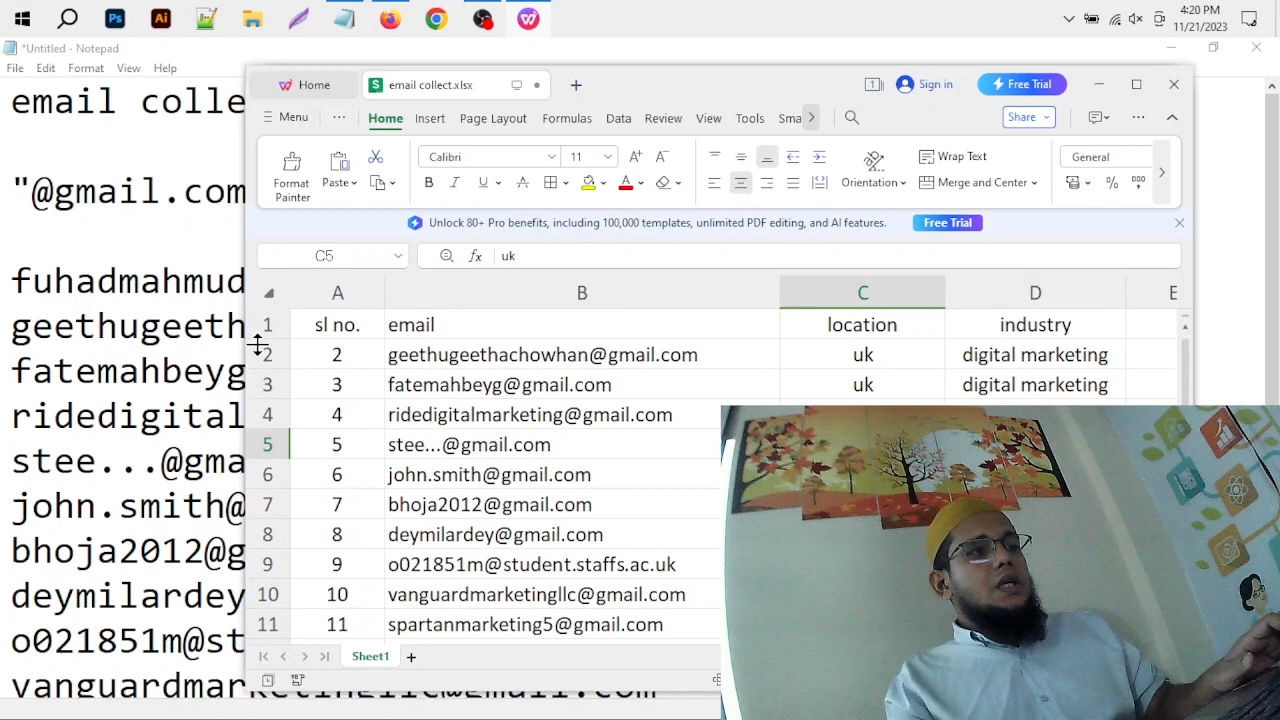 4:20 PM
11/21/2023
*Untitled - Notepad
File Edit Format View Help
email colle
"@gmail.com
fuhadmahmud
geethugeeth
fatemahbeyg
ridedigital
stee...@gma
john.smith@
bhoja2012@g
deymilardey
o021851m@st
vanguardmarketingllc@gmail.com
Home
S email collect.xlsx
Sign in
Free Trial
Menu
Home Insert Page Layout Formulas Data Review View Tools Sma
Share
Format Painter
Paste
Calibri 11
B I U A
Orientation
Wrap Text
Merge and Center
General
Unlock 80+ Pro benefits, including 100,000 templates, unlimited PDF editing, and AI features. Free Trial
C5 fx uk
A B C D E
1 sl no. email location industry
2 2 geethugeethachowhan@gmail.com uk digital marketing
3 3 fatemahbeyg@gmail.com uk digital marketing
4 4 ridedigitalmarketing@gmail.com
5 5 stee...@gmail.com
6 6 john.smith@gmail.com
7 7 bhoja2012@gmail.com
8 8 deymilardey@gmail.com
9 9 o021851m@student.staffs.ac.uk
10 10 vanguardmarketingllc@gmail.com
11 11 spartanmarketing5@gmail.com
Sheet1 +